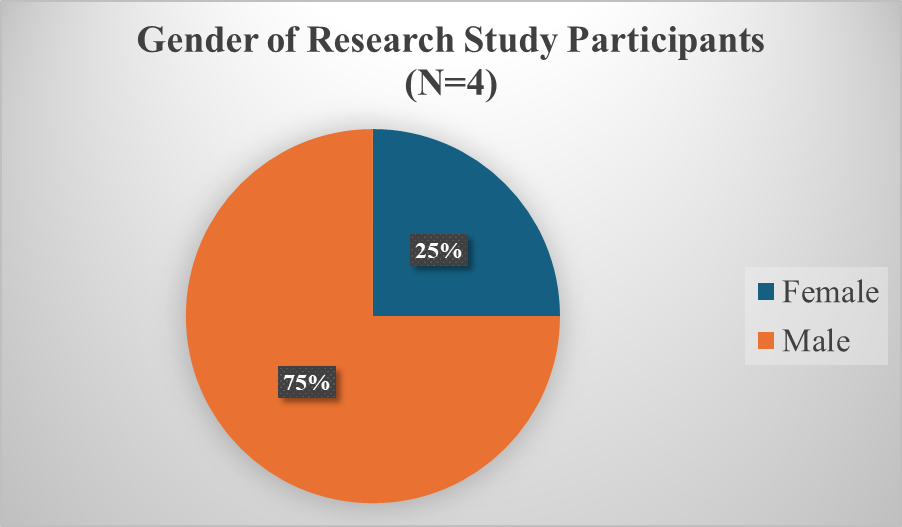 Gender of Research Study Participants
(N=4)
25%
75%
Female
Male